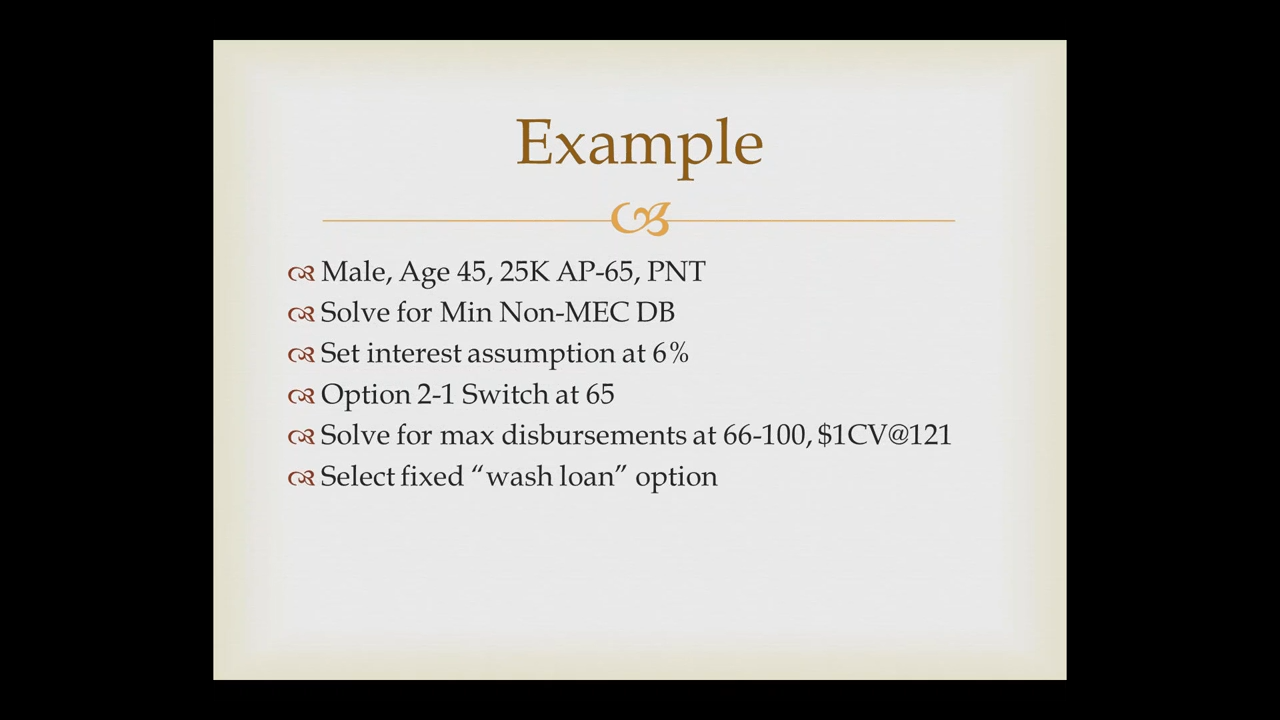 Example
Male, Age 45, 25K AP-65, PNT
Solve for Min Non-MEC DB
Set interest assumption at 6%
Option 2-1 Switch at 65
Solve for max disbursements at 66-100, $1CV@121
Select fixed “wash loan” option